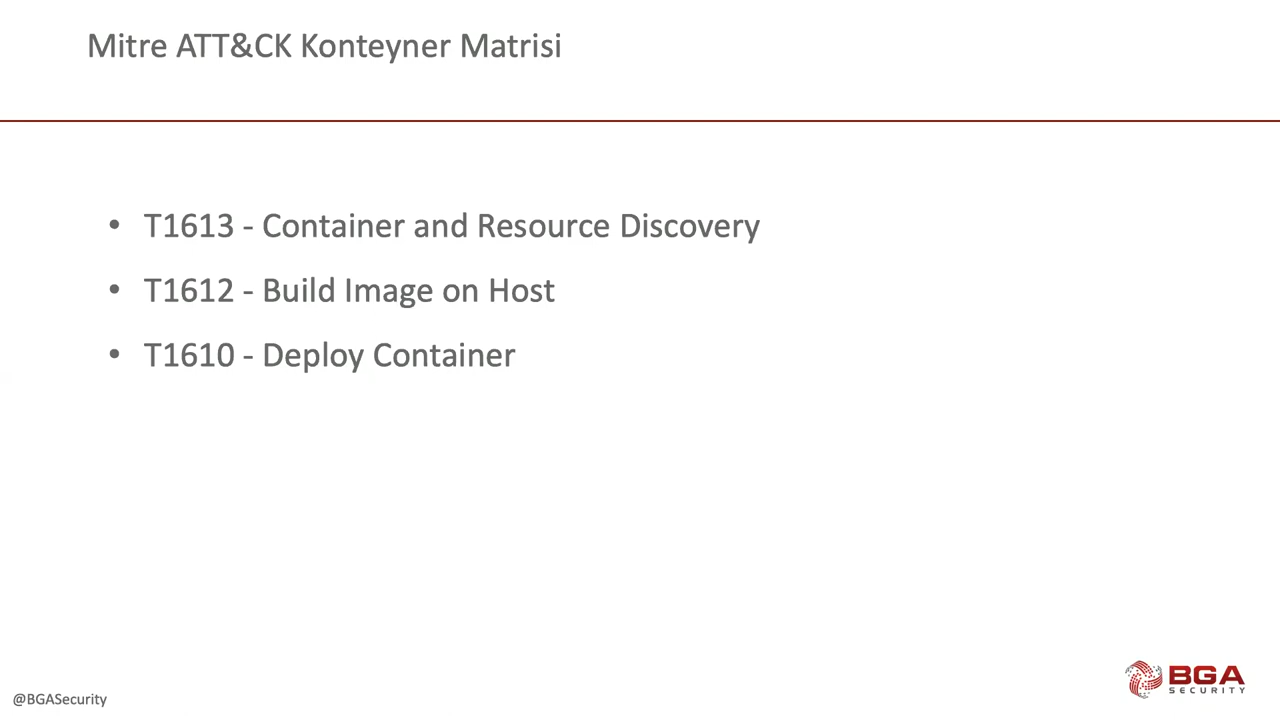 Mitre ATT&CK Konteyner Matrisi
• T1613 - Container and Resource Discovery
• T1612 - Build Image on Host
• T1610 - Deploy Container
@BGASecurity
BGA
SECURITY